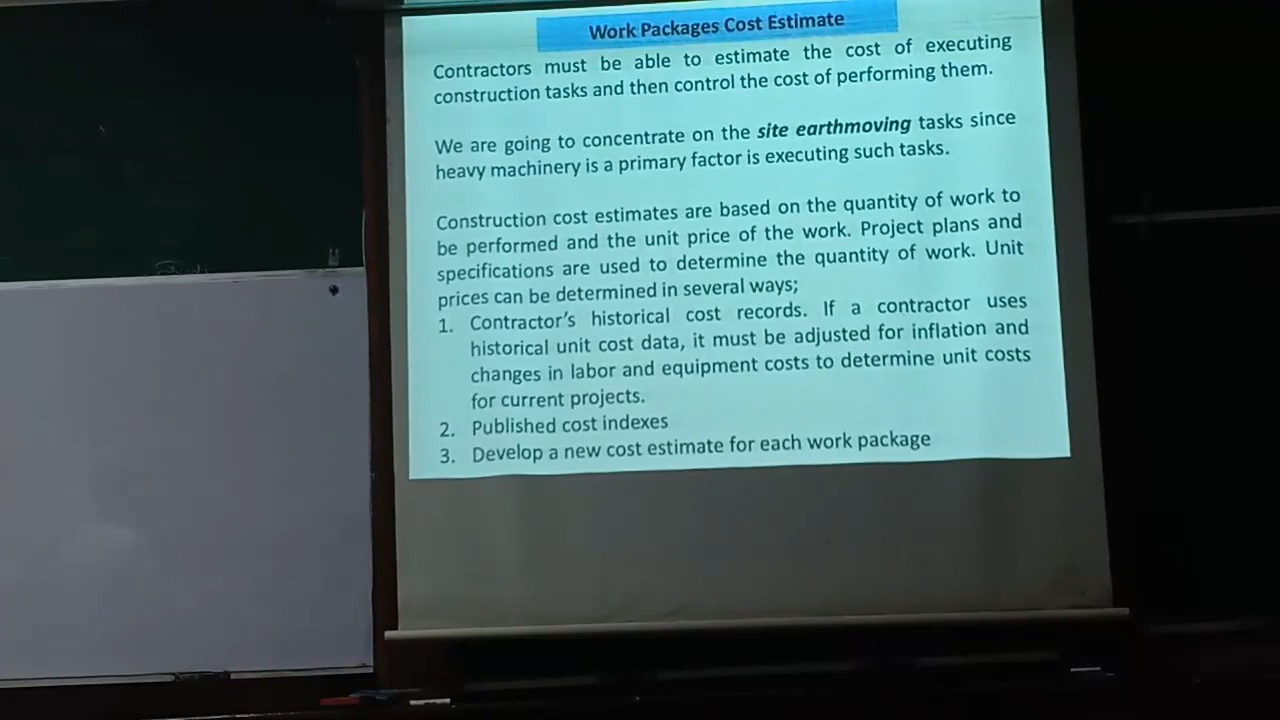 Work Packages Cost Estimate
Contractors must be able to estimate the cost of executing
construction tasks and then control the cost of performing them.
We are going to concentrate on the site earthmoving tasks since
heavy machinery is a primary factor is executing such tasks.
Construction cost estimates are based on the quantity of work to
be performed and the unit price of the work. Project plans and
specifications are used to determine the quantity of work. Unit
prices can be determined in several ways;
1. Contractor's historical cost records. If a contractor uses
historical unit cost data, it must be adjusted for inflation and
changes in labor and equipment costs to determine unit costs
for current projects.
2. Published cost indexes
3. Develop a new cost estimate for each work package